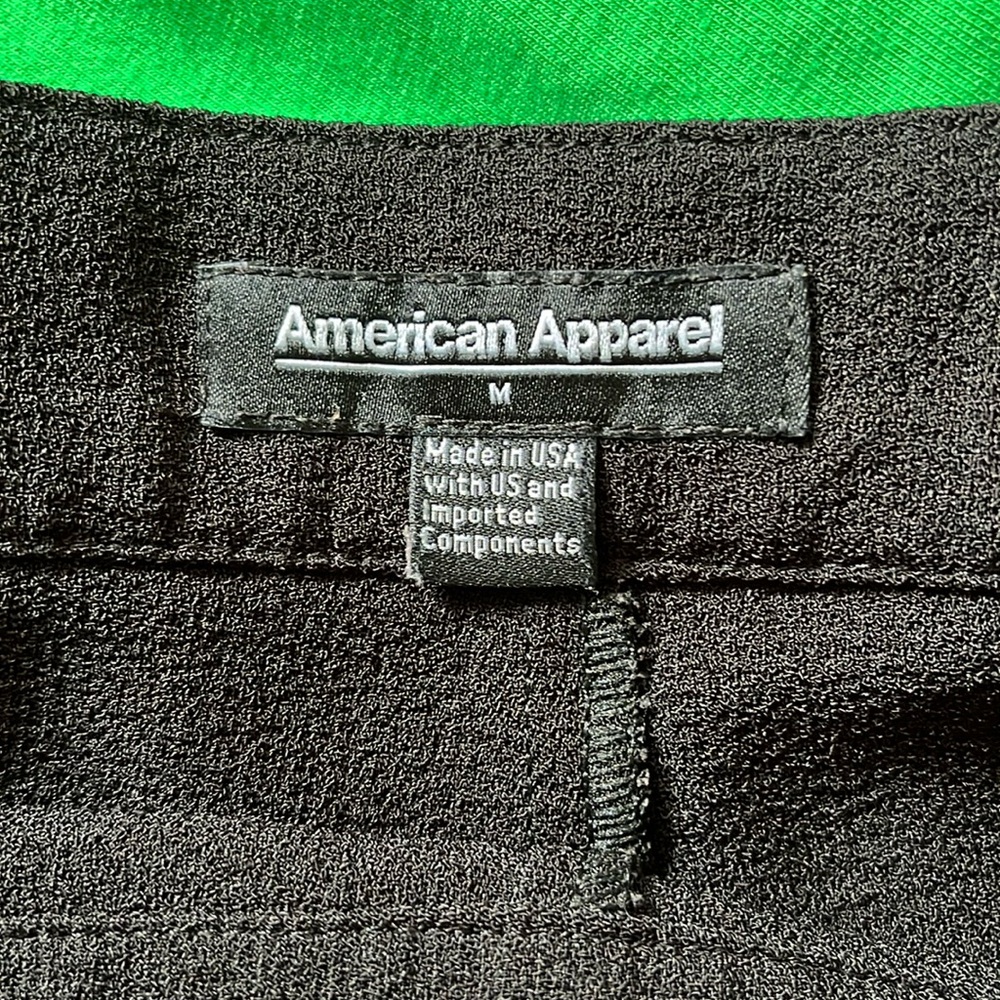 American Apparel
M
Made in USA
with US and
Imported
Components